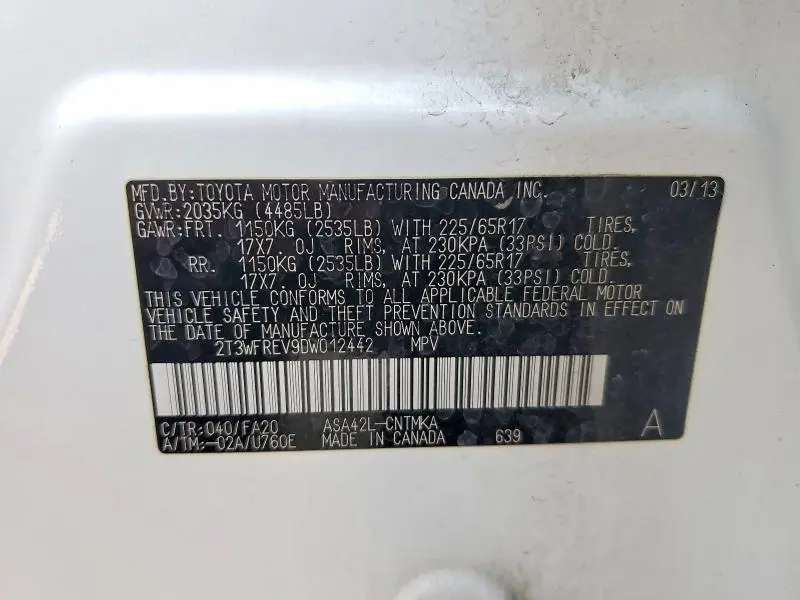 MFD. BY: TOYOTA MOTOR MANUFACTURING CANADA INC. 03/13
GVWR: 2035KG (4485LB)
GAWR: FRT. 1150KG (2535LB) WITH 225/65R17 TIRES,
17X7. 0J RIMS, AT 230KPA (33PSI) COLD.
RR. 1150KG (2535LB) WITH 225/65R17 TIRES,
17X7. 0J RIMS, AT 230KPA (33PSI) COLD.
THIS VEHICLE CONFORMS TO ALL APPLICABLE FEDERAL MOTOR
VEHICLE SAFETY AND THEFT PREVENTION STANDARDS IN EFFECT ON
THE DATE OF MANUFACTURE SHOWN ABOVE.
2T3WFREV9DW012442 MPV
C/TR: 040/FA20 ASA42L-CNTMKA A
A/TM: -02A/U760E MADE IN CANADA 639